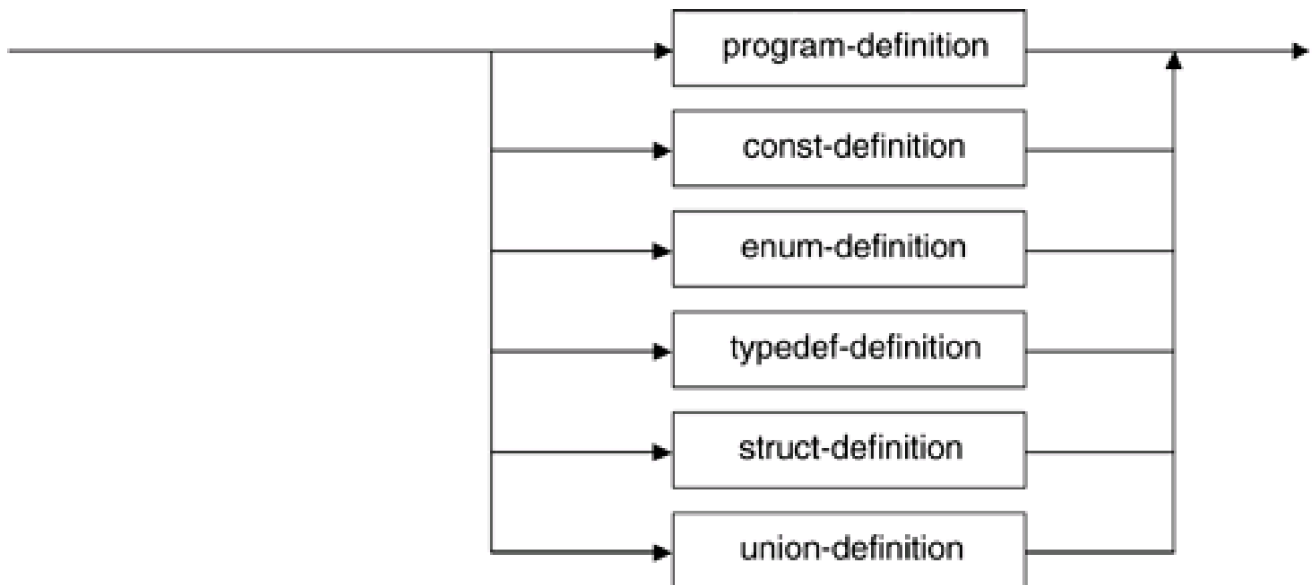 program-definition
const-definition
enum-definition
typedef-definition
struct-definition
union-definition